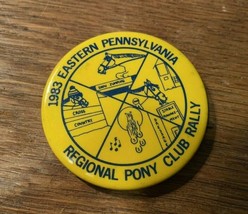 1983 EASTERN PENNSYLVANIA
REGIONAL PONY CLUB RALLY
CROSS
COUNTRY